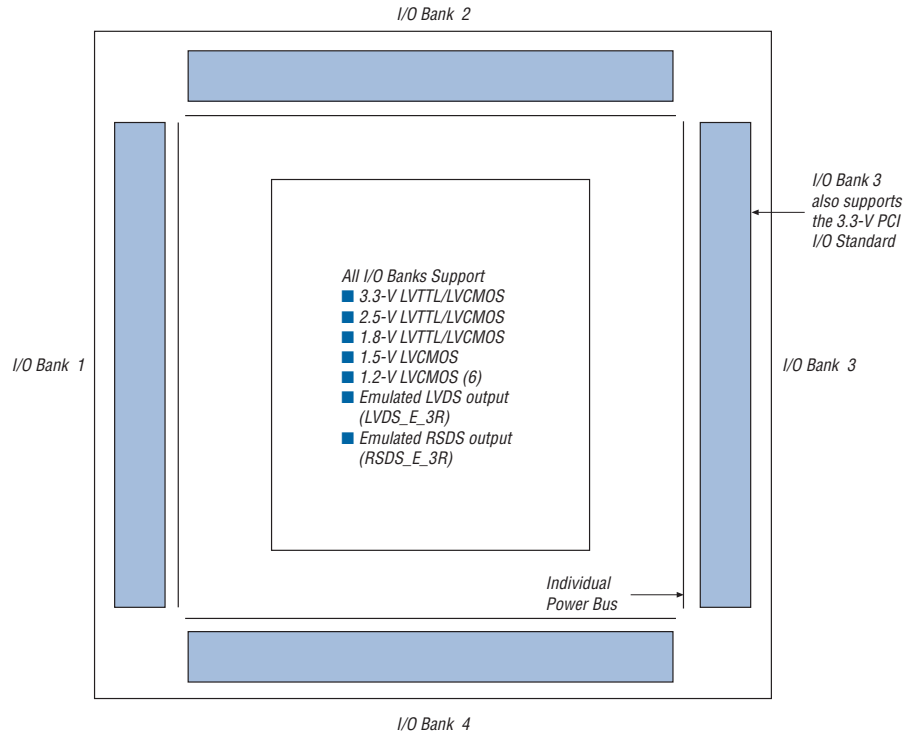 I/O Bank 2
I/O Bank 3
also supports
the 3.3-V PCI
I/O Standard
All I/O Banks Support
■ 3.3-V LVTTL/LVCMOS
■ 2.5-V LVTTL/LVCMOS
■ 1.8-V LVTTL/LVCMOS
■ 1.5-V LVCMOS
■ 1.2-V LVCMOS (6)
■ Emulated LVDS output
(LVDS_E_3R)
■ Emulated RSDS output
(RSDS_E_3R)
I/O Bank 1
I/O Bank 3
Individual
Power Bus
I/O Bank 4